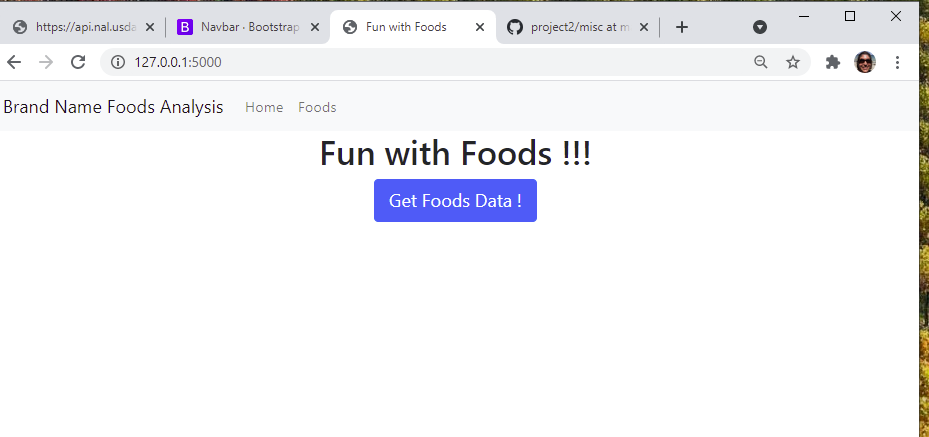 https://api.nal.usda
Navbar · Bootstrap
Fun with Foods
project2/misc at m
127.0.0.1:5000
Brand Name Foods Analysis Home Foods
Fun with Foods !!!
Get Foods Data !